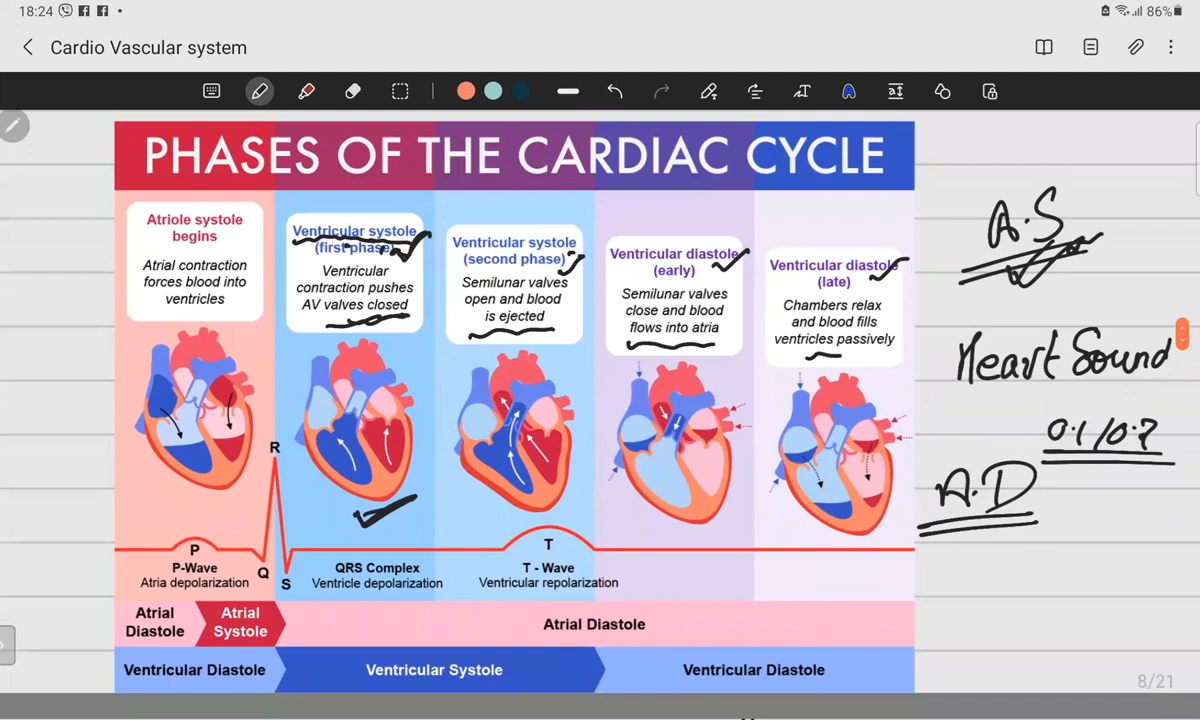 18:24
86%
Cardio Vascular system
PHASES OF THE CARDIAC CYCLE
Atriole systole
begins
Atrial contraction
forces blood into
ventricles
Ventricular systole
(first phase)
Ventricular
contraction pushes
AV valves closed
Ventricular systole
(second phase)
Semilunar valves
open and blood
is ejected
Ventricular diastole
(early)
Semilunar valves
close and blood
flows into atria
Ventricular diastole
(late)
Chambers relax
and blood fills
ventricles passively
A.S
Heart Sound
0.1/0.7
A.D
R
P
Q
S
T
P-Wave
Atria depolarization
QRS Complex
Ventricle depolarization
T - Wave
Ventricular repolarization
Atrial
Diastole
Atrial
Systole
Atrial Diastole
Ventricular Diastole
Ventricular Systole
Ventricular Diastole
8/21